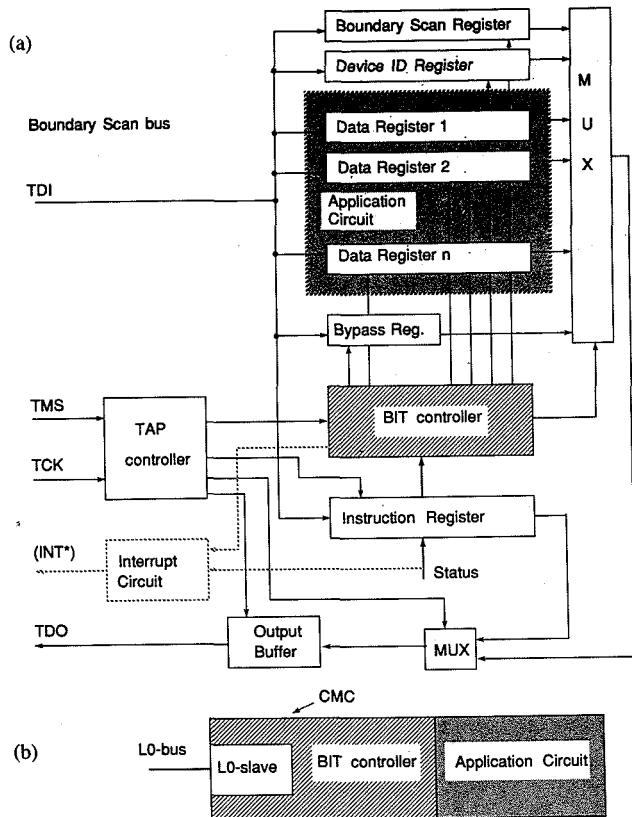 (a)
Boundary Scan Register
Device ID Register
M
U
X
Boundary Scan bus
Data Register 1
Data Register 2
TDI
Application
Circuit
Data Register n
Bypass Reg.
TMS
TAP
controller
BIT controller
TCK
Instruction Register
(INT*)
Interrupt
Circuit
Status
TDO
Output
Buffer
MUX
CMC
(b)
L0-bus
L0-slave
BIT controller
Application Circuit